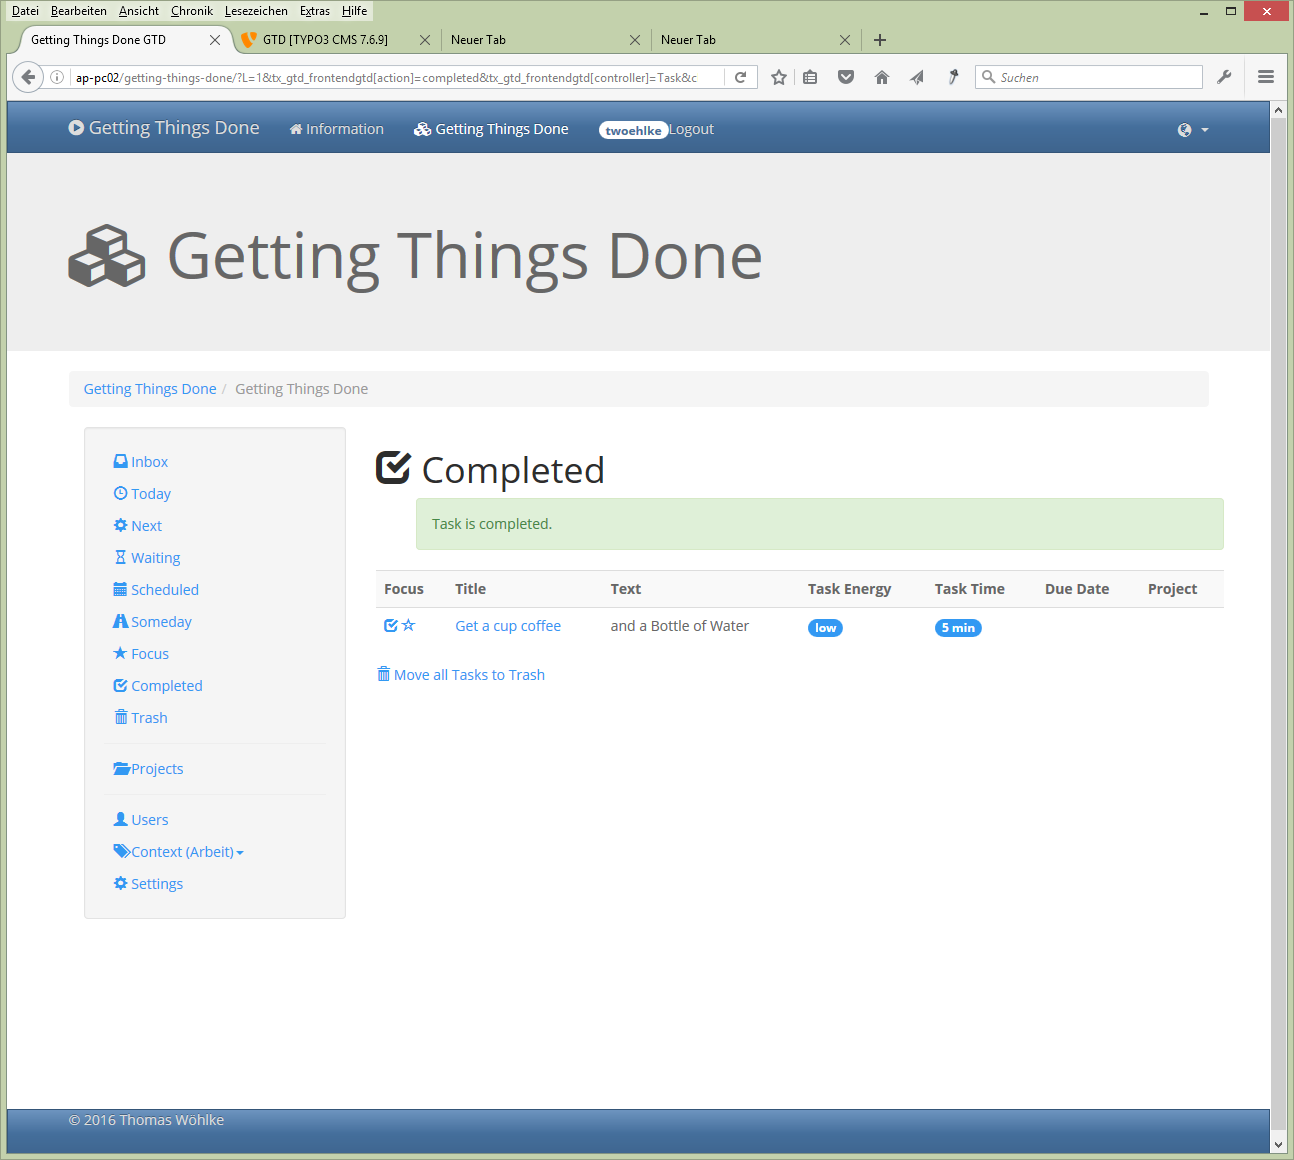 Datei Bearbeiten Ansicht Chronik Lesezeichen Extras Hilfe
Getting Things Done GTD GTD [TYPO3 CMS 7.6.9] Neuer Tab Neuer Tab
ap-pc02/getting-things-done/?L=1&tx_gtd_frontendgtd[action]=completed&tx_gtd_frontendgtd[controller]=Task&c Suchen
Getting Things Done Information Getting Things Done twoehlke Logout
Getting Things Done
Getting Things Done / Getting Things Done
Inbox
Today
Next
Waiting
Scheduled
Someday
Focus
Completed
Trash
Projects
Users
Context (Arbeit)
Settings
Completed
Task is completed.
Focus Title Text Task Energy Task Time Due Date Project
Get a cup coffee and a Bottle of Water low 5 min
Move all Tasks to Trash
© 2016 Thomas Wöhlke